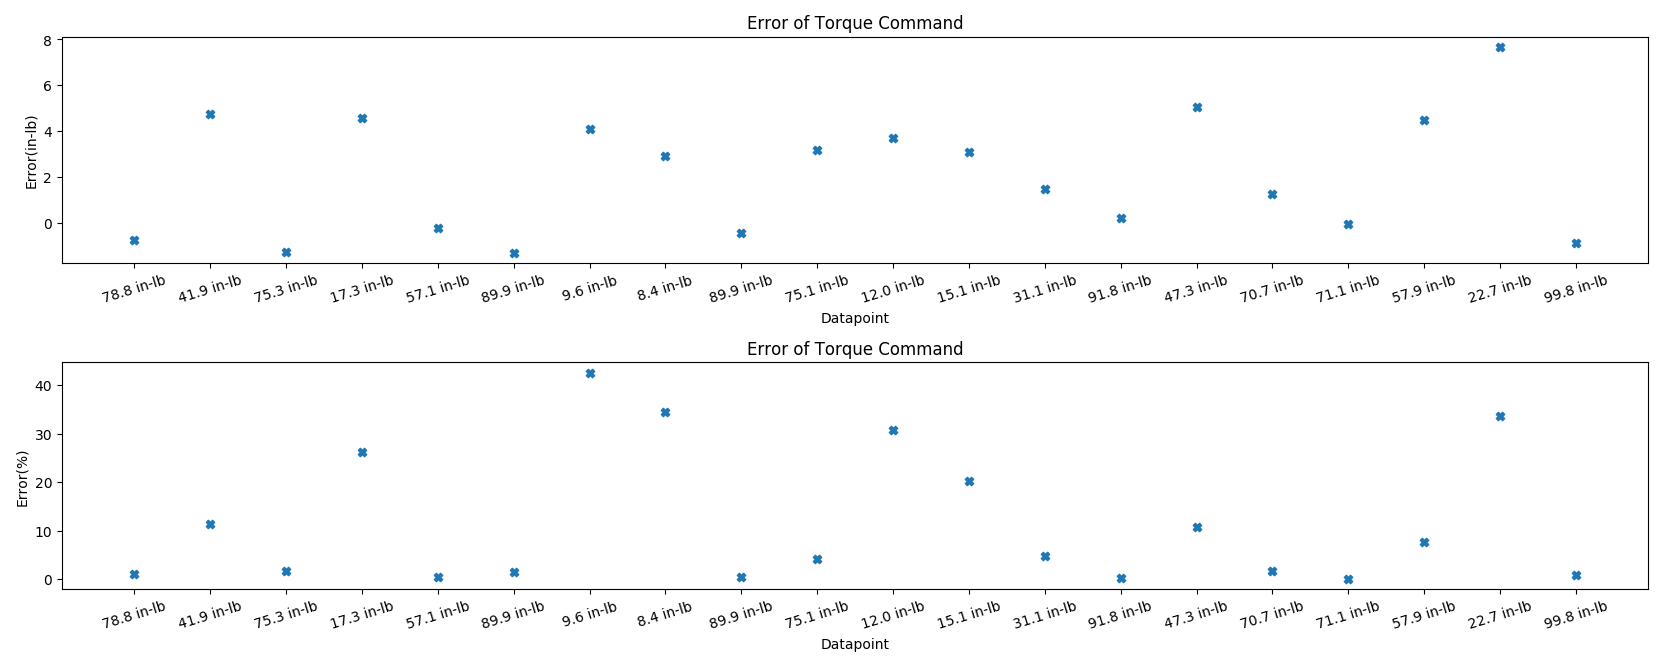 Error of Torque Command
8
6
4
2
0
Error(in-lb)
78.8 in-lb 41.9 in-lb 75.3 in-lb 17.3 in-lb 57.1 in-lb 89.9 in-lb 9.6 in-lb 8.4 in-lb 89.9 in-lb 75.1 in-lb 12.0 in-lb 15.1 in-lb 31.1 in-lb 91.8 in-lb 47.3 in-lb 70.7 in-lb 71.1 in-lb 57.9 in-lb 22.7 in-lb 99.8 in-lb
Datapoint
Error of Torque Command
40
30
20
10
0
Error(%)
78.8 in-lb 41.9 in-lb 75.3 in-lb 17.3 in-lb 57.1 in-lb 89.9 in-lb 9.6 in-lb 8.4 in-lb 89.9 in-lb 75.1 in-lb 12.0 in-lb 15.1 in-lb 31.1 in-lb 91.8 in-lb 47.3 in-lb 70.7 in-lb 71.1 in-lb 57.9 in-lb 22.7 in-lb 99.8 in-lb
Datapoint